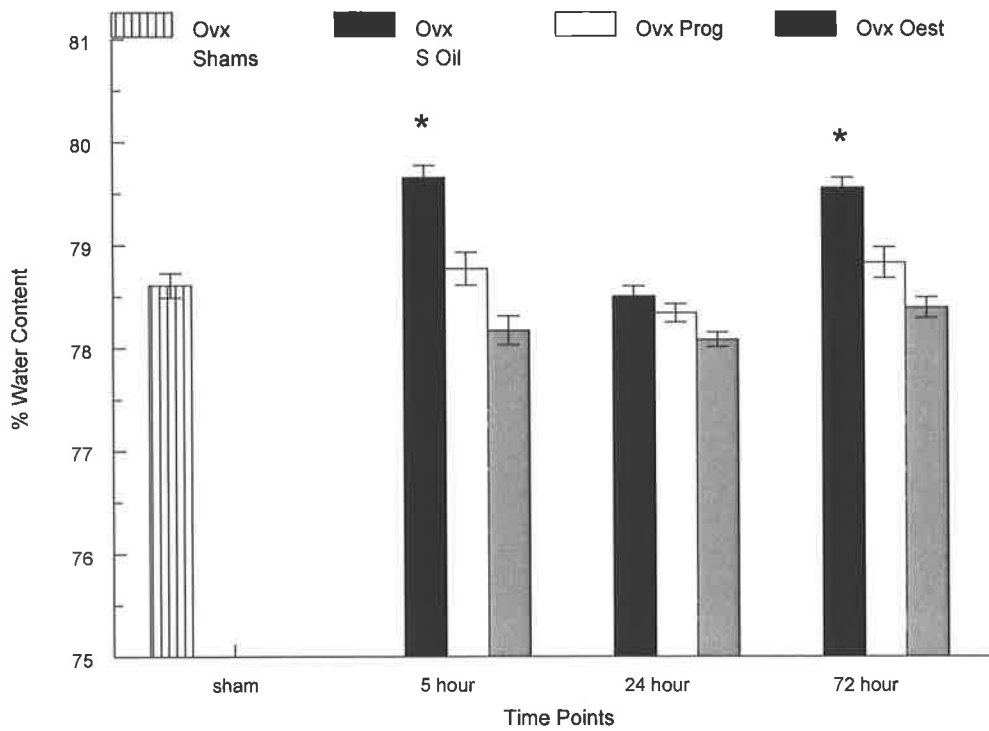 81
Ovx
Shams
Ovx
S Oil
Ovx Prog
Ovx Oest
*
*
80
79
78
77
76
75
% Water Content
sham
5 hour
24 hour
72 hour
Time Points